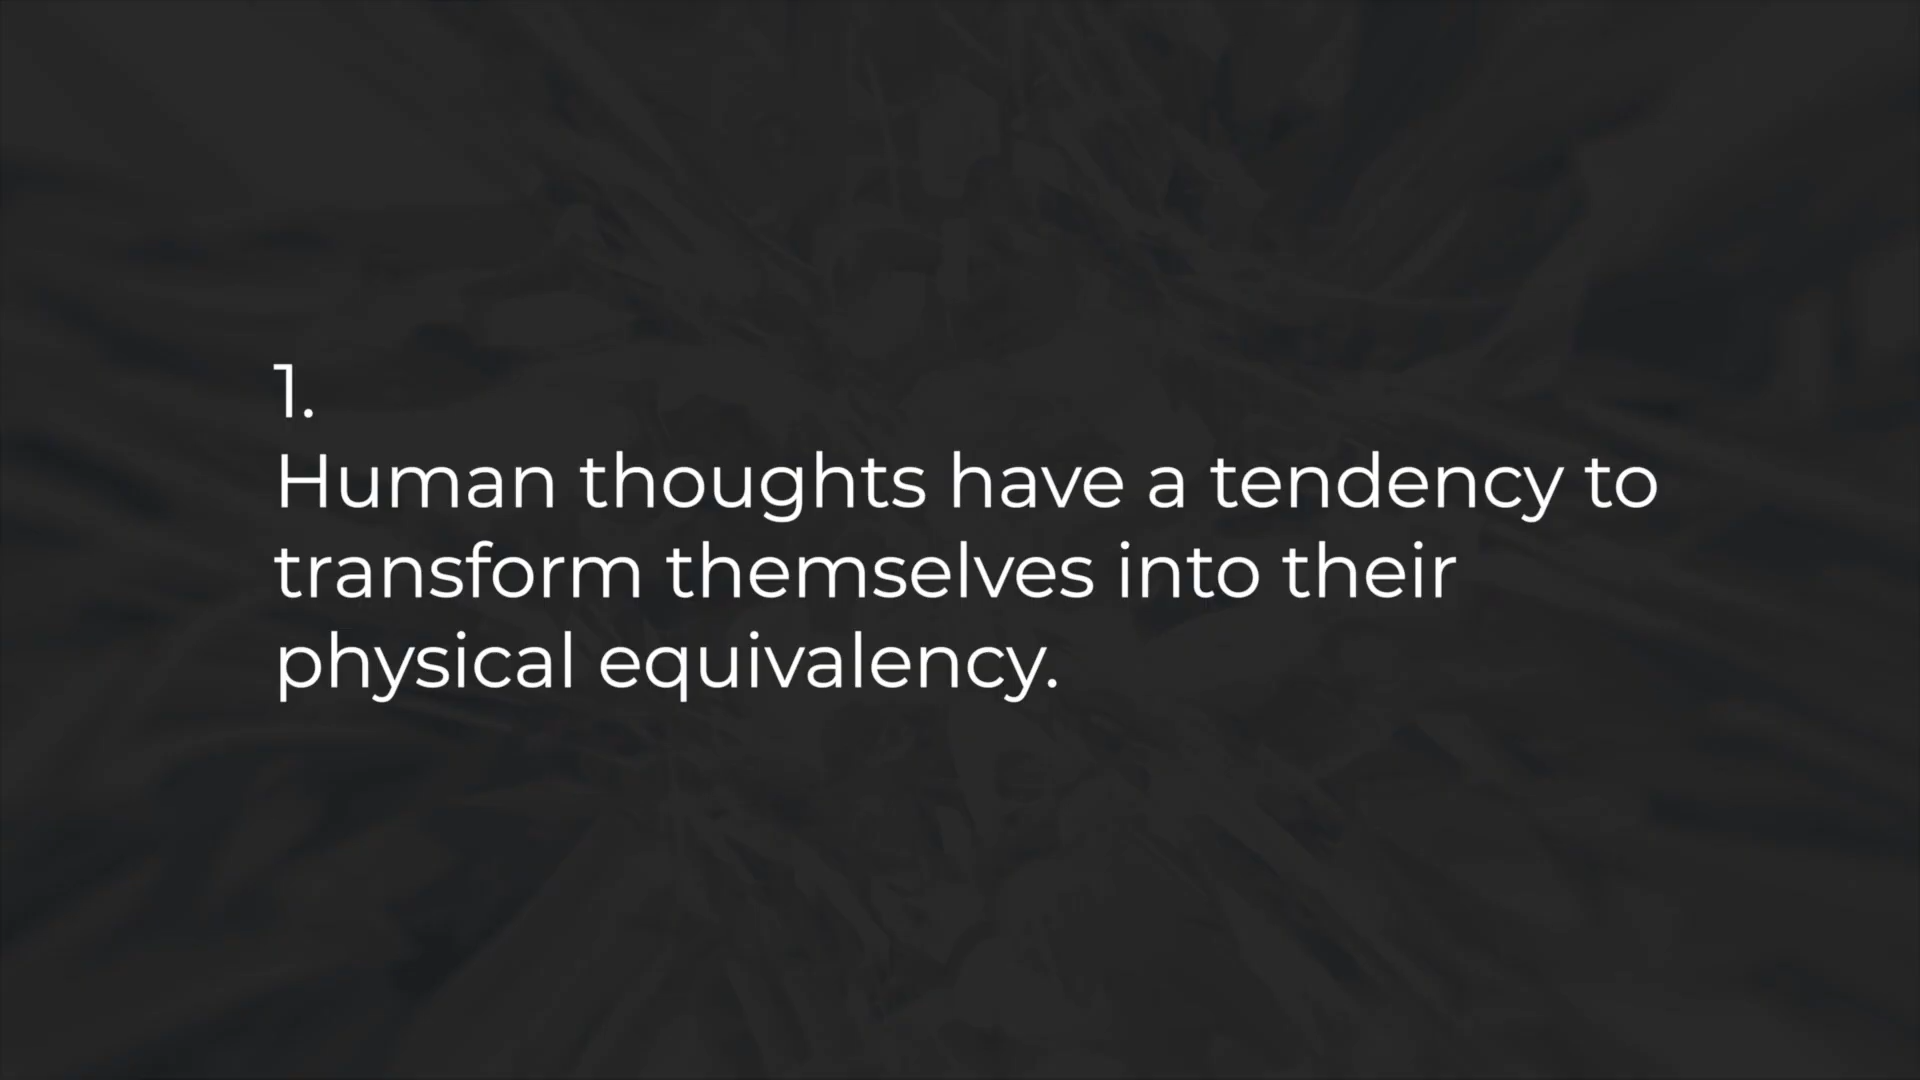 1.
Human thoughts have a tendency to
transform themselves into their
physical equivalency.